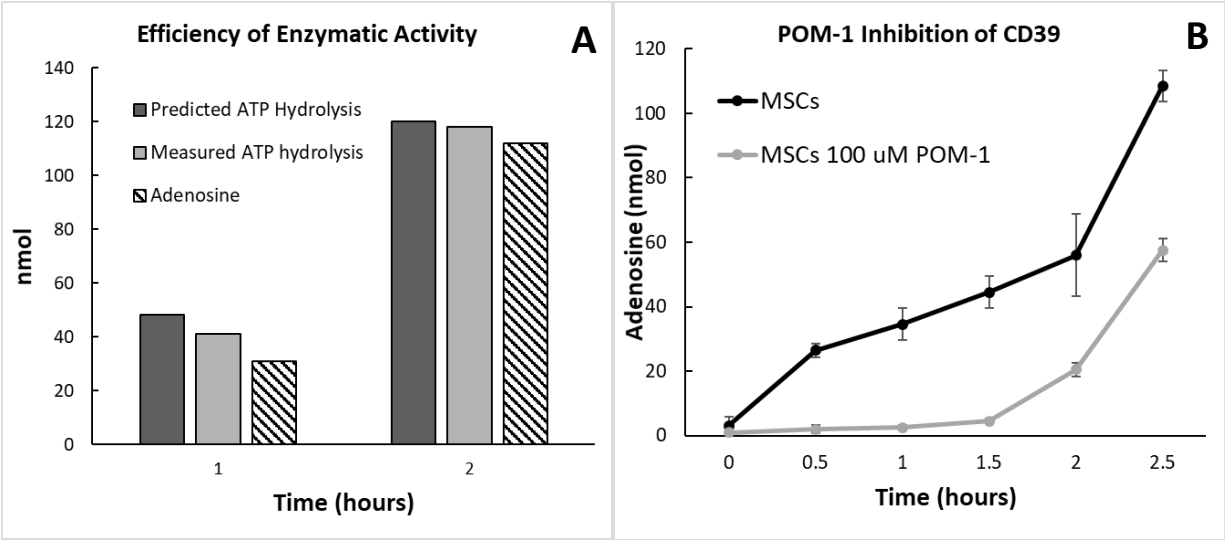 Efficiency of Enzymatic Activity
A
140
120
100
80
60
40
20
0
nmol
Predicted ATP Hydrolysis
Measured ATP hydrolysis
Adenosine
1 2
Time (hours)
POM-1 Inhibition of CD39
B
120
100
80
60
40
20
0
Adenosine (nmol)
MSCs
MSCs 100 uM POM-1
0 0.5 1 1.5 2 2.5
Time (hours)